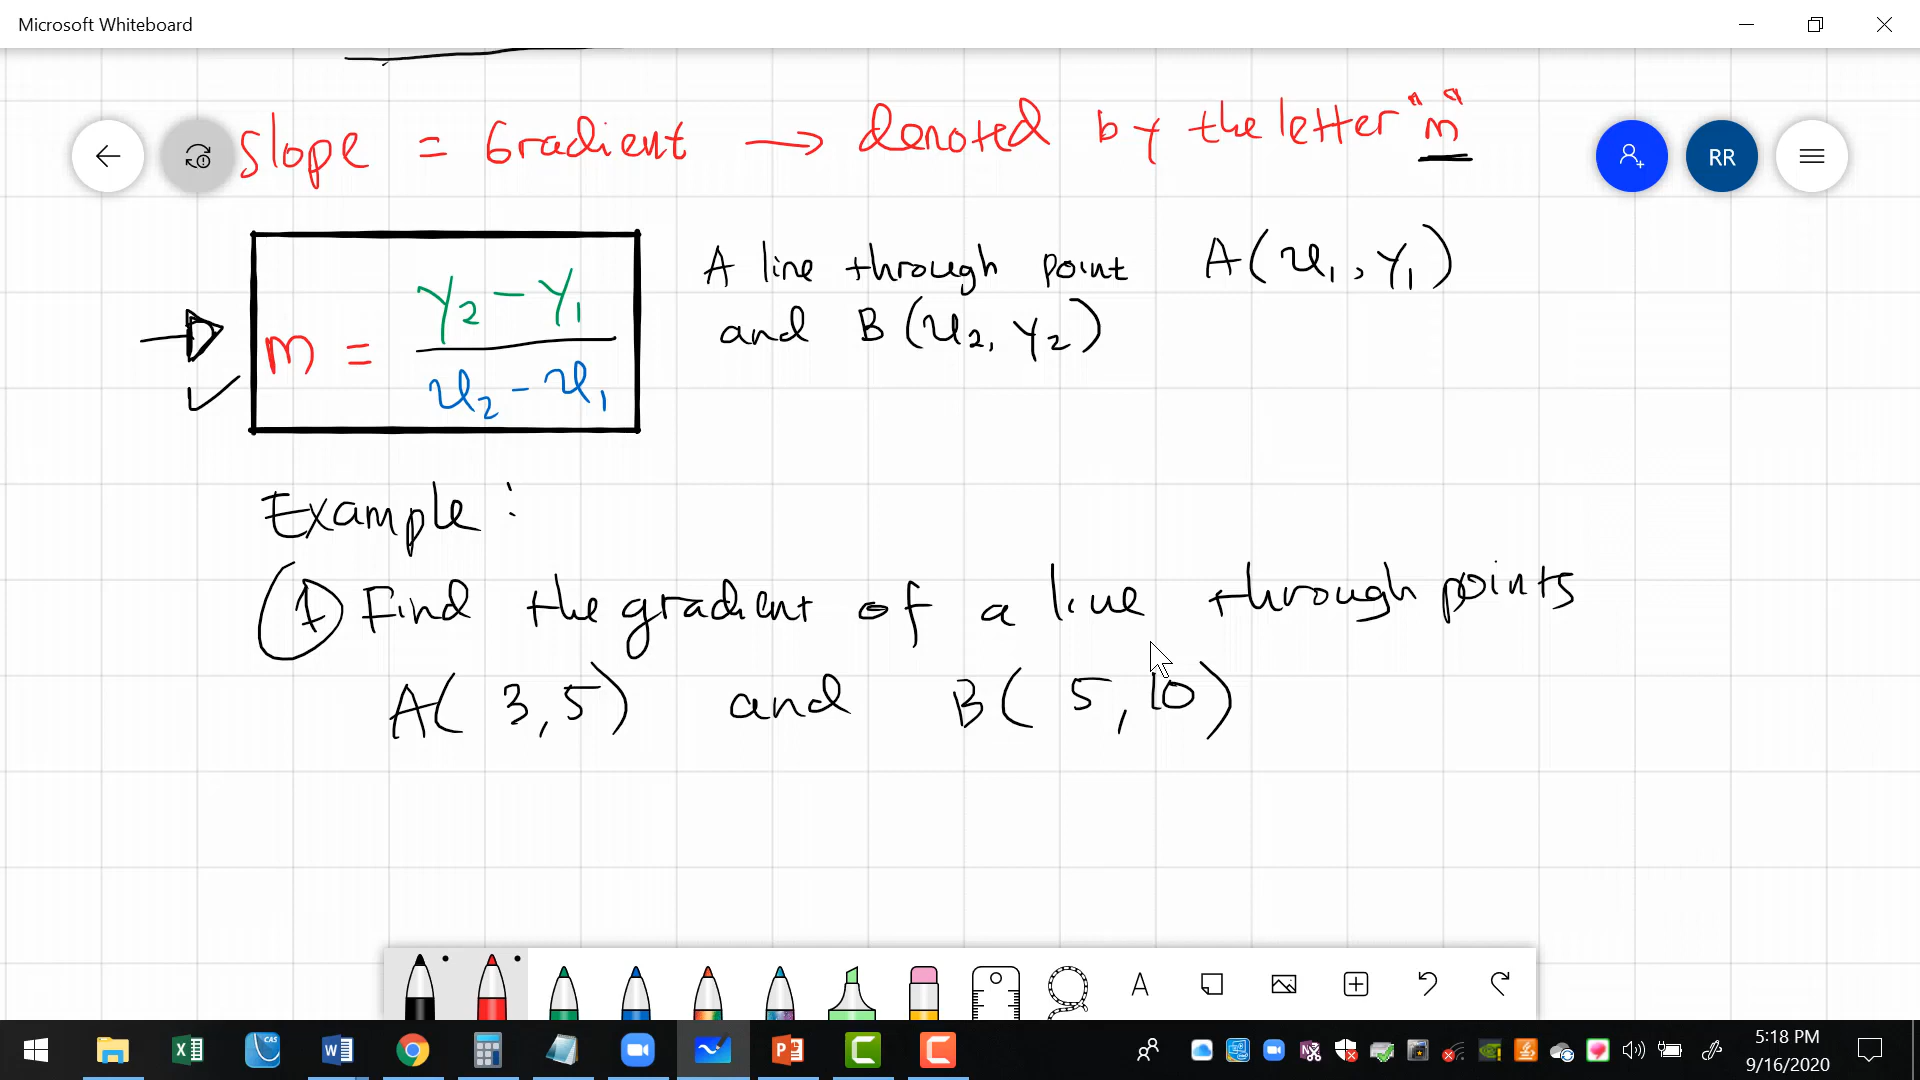 Microsoft Whiteboard
slope = Gradient → denoted by the letter "m"
RR
m = y₂ - y₁ / x₂ - x₁
A line through point A(x₁, y₁)
and B(x₂, y₂)
Example:
① Find the gradient of a line through points
A(3,5) and B(5,10)
A
CAS
5:18 PM
9/16/2020